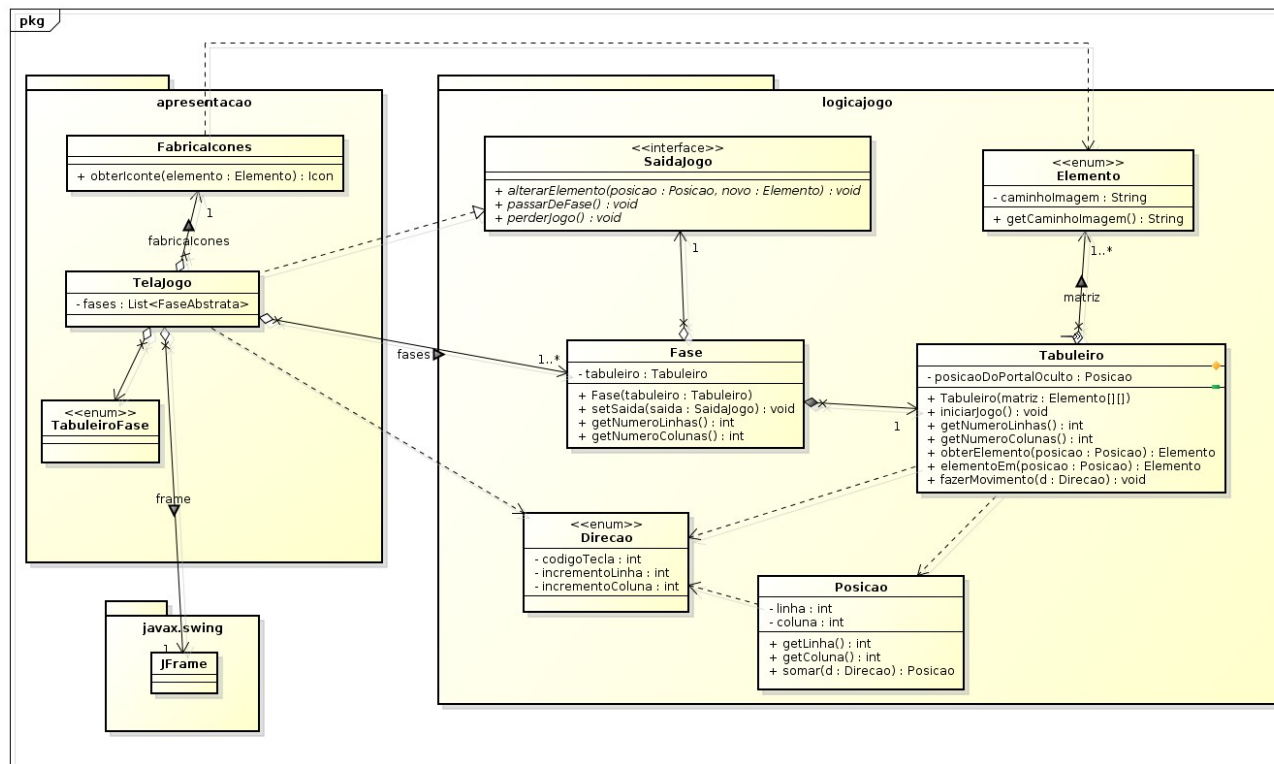 pkg
apresentacao
FabricaIcones
+ obterIconte(elemento : Elemento) : Icon
1
fabricaIcones
TelaJogo
- fases : List<FaseAbstrata>
<<enum>>
TabuleiroFase
frame
javax.swing
1
JFrame
logicajogo
<<interface>>
SaidaJogo
+ alterarElemento(posicao : Posicao, novo : Elemento) : void
+ passarDeFase() : void
+ perderJogo() : void
1
<<enum>>
Elemento
- caminhoImagem : String
+ getCaminhoImagem() : String
1..*
matriz
fases
1..*
Fase
- tabuleiro : Tabuleiro
+ Fase(tabuleiro : Tabuleiro)
+ setSaida(saida : SaidaJogo) : void
+ getNumeroLinhas() : int
+ getNumeroColunas() : int
1
Tabuleiro
- posicaoDoPortalOculto : Posicao
+ Tabuleiro(matriz : Elemento[][])
+ iniciarJogo() : void
+ getNumeroLinhas() : int
+ getNumeroColunas() : int
+ obterElemento(posicao : Posicao) : Elemento
+ elementoEm(posicao : Posicao) : Elemento
+ fazerMovimento(d : Direcao) : void
<<enum>>
Direcao
- codigoTecla : int
- incrementoLinha : int
- incrementoColuna : int
Posicao
- linha : int
- coluna : int
+ getLinha() : int
+ getColuna() : int
+ somar(d : Direcao) : Posicao